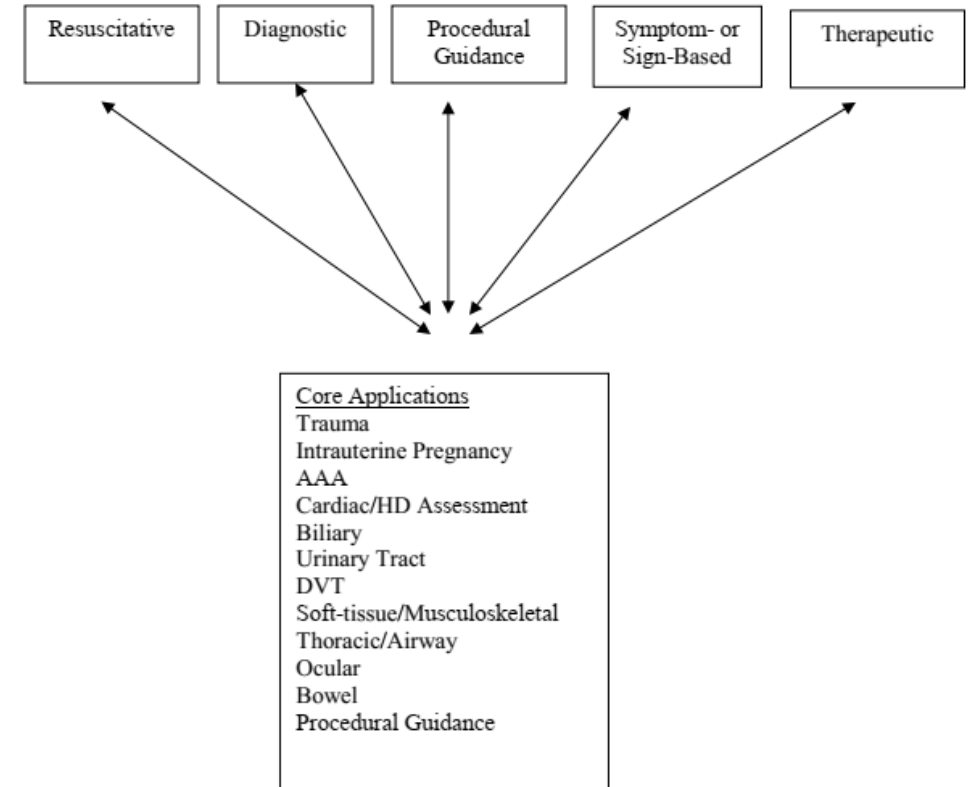 Resuscitative
Diagnostic
Procedural
Guidance
Symptom- or
Sign-Based
Therapeutic
Core Applications
Trauma
Intrauterine Pregnancy
AAA
Cardiac/HD Assessment
Biliary
Urinary Tract
DVT
Soft-tissue/Musculoskeletal
Thoracic/Airway
Ocular
Bowel
Procedural Guidance